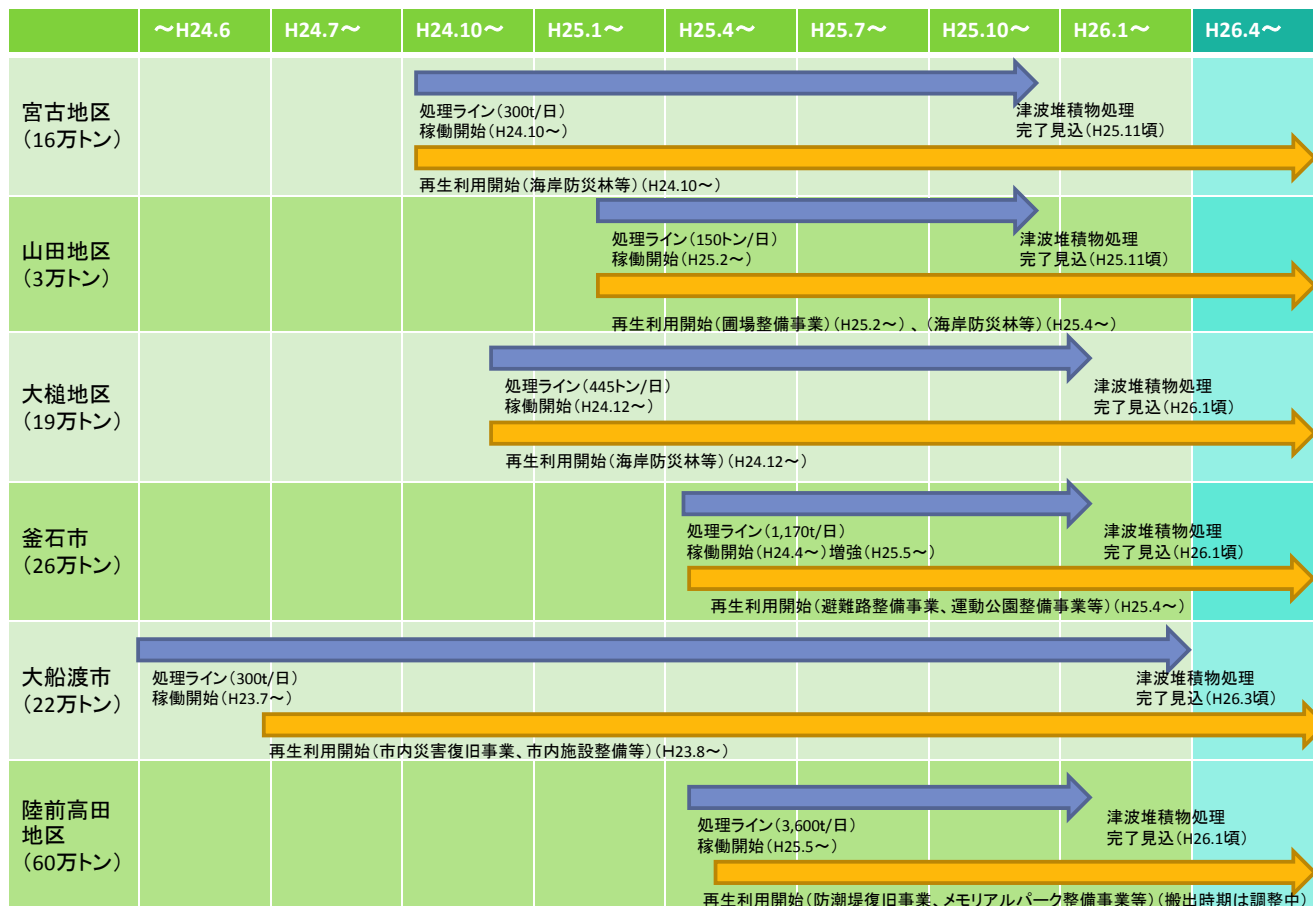 ～H24.6
H24.7～
H24.10～
H25.1～
H25.4～
H25.7～
H25.10～
H26.1～
H26.4～
宮古地区
（16万トン）
処理ライン（300t/日）
稼働開始（H24.10～）
津波堆積物処理
完了見込（H25.11頃）
再生利用開始（海岸防災林等）（H24.10～）
山田地区
（3万トン）
処理ライン（150トン/日）
稼働開始（H25.2～）
津波堆積物処理
完了見込（H25.11頃）
再生利用開始（圃場整備事業）（H25.2～）、（海岸防災林等）（H25.4～）
大槌地区
（19万トン）
処理ライン（445トン/日）
稼働開始（H24.12～）
津波堆積物処理
完了見込（H26.1頃）
再生利用開始（海岸防災林等）（H24.12～）
釜石市
（26万トン）
処理ライン（1,170t/日）
稼働開始（H24.4～）増強（H25.5～）
津波堆積物処理
完了見込（H26.1頃）
再生利用開始（避難路整備事業、運動公園整備事業等）（H25.4～）
大船渡市
（22万トン）
処理ライン（300t/日）
稼働開始（H23.7～）
津波堆積物処理
完了見込（H26.3頃）
再生利用開始（市内災害復旧事業、市内施設整備等）（H23.8～）
陸前高田
地区
（60万トン）
処理ライン（3,600t/日）
稼働開始（H25.5～）
津波堆積物処理
完了見込（H26.1頃）
再生利用開始（防潮堤復旧事業、メモリアルパーク整備事業等）（搬出時期は調整中）